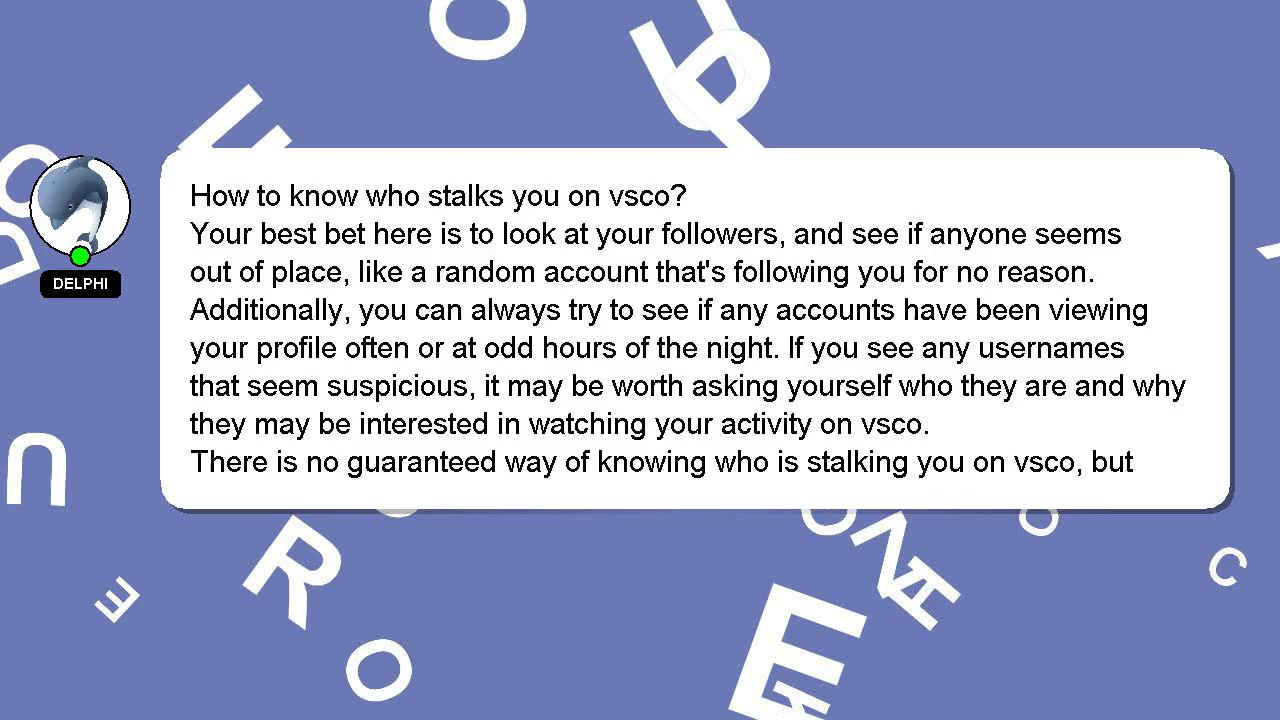 How to know who stalks you on vsco?
Your best bet here is to look at your followers, and see if anyone seems
out of place, like a random account that's following you for no reason.
Additionally, you can always try to see if any accounts have been viewing
your profile often or at odd hours of the night. If you see any usernames
that seem suspicious, it may be worth asking yourself who they are and why
they may be interested in watching your activity on vsco.
There is no guaranteed way of knowing who is stalking you on vsco, but
DELPHI